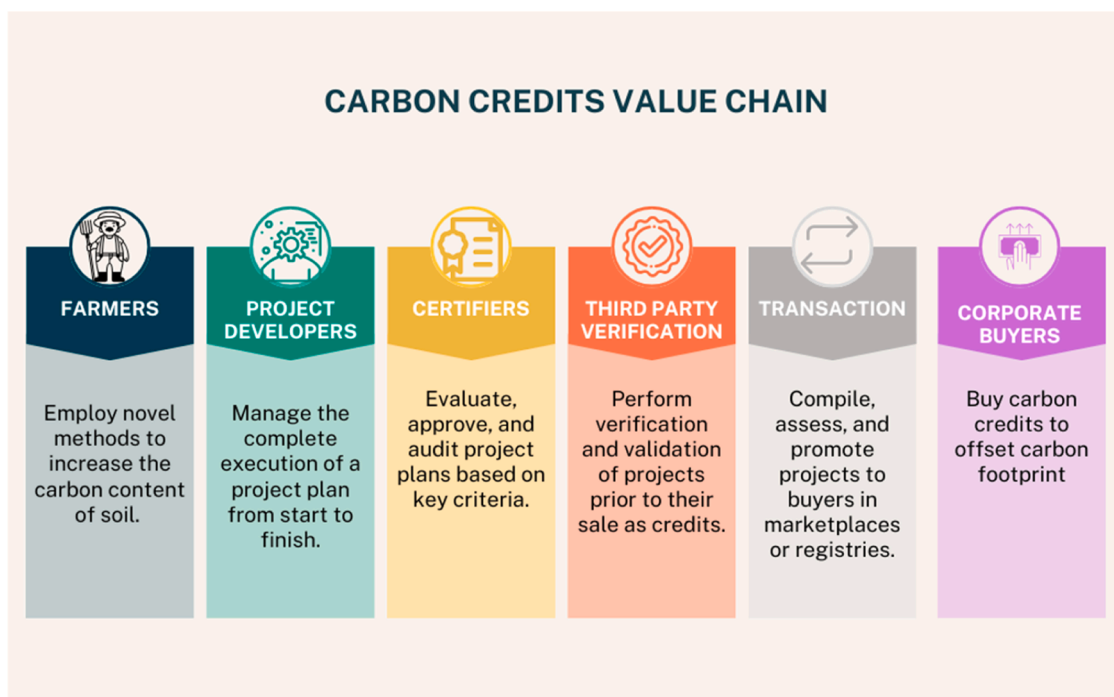 CARBON CREDITS VALUE CHAIN
FARMERS
Employ novel
methods to
increase the
carbon content
of soil.
PROJECT
DEVELOPERS
Manage the
complete
execution of a
project plan
from start to
finish.
CERTIFIERS
Evaluate,
approve, and
audit project
plans based on
key criteria.
THIRD PARTY
VERIFICATION
Perform
verification
and validation
of projects
prior to their
sale as credits.
TRANSACTION
Compile,
assess, and
promote
projects to
buyers in
marketplaces
or registries.
CORPORATE
BUYERS
Buy carbon
credits to
offset carbon
footprint